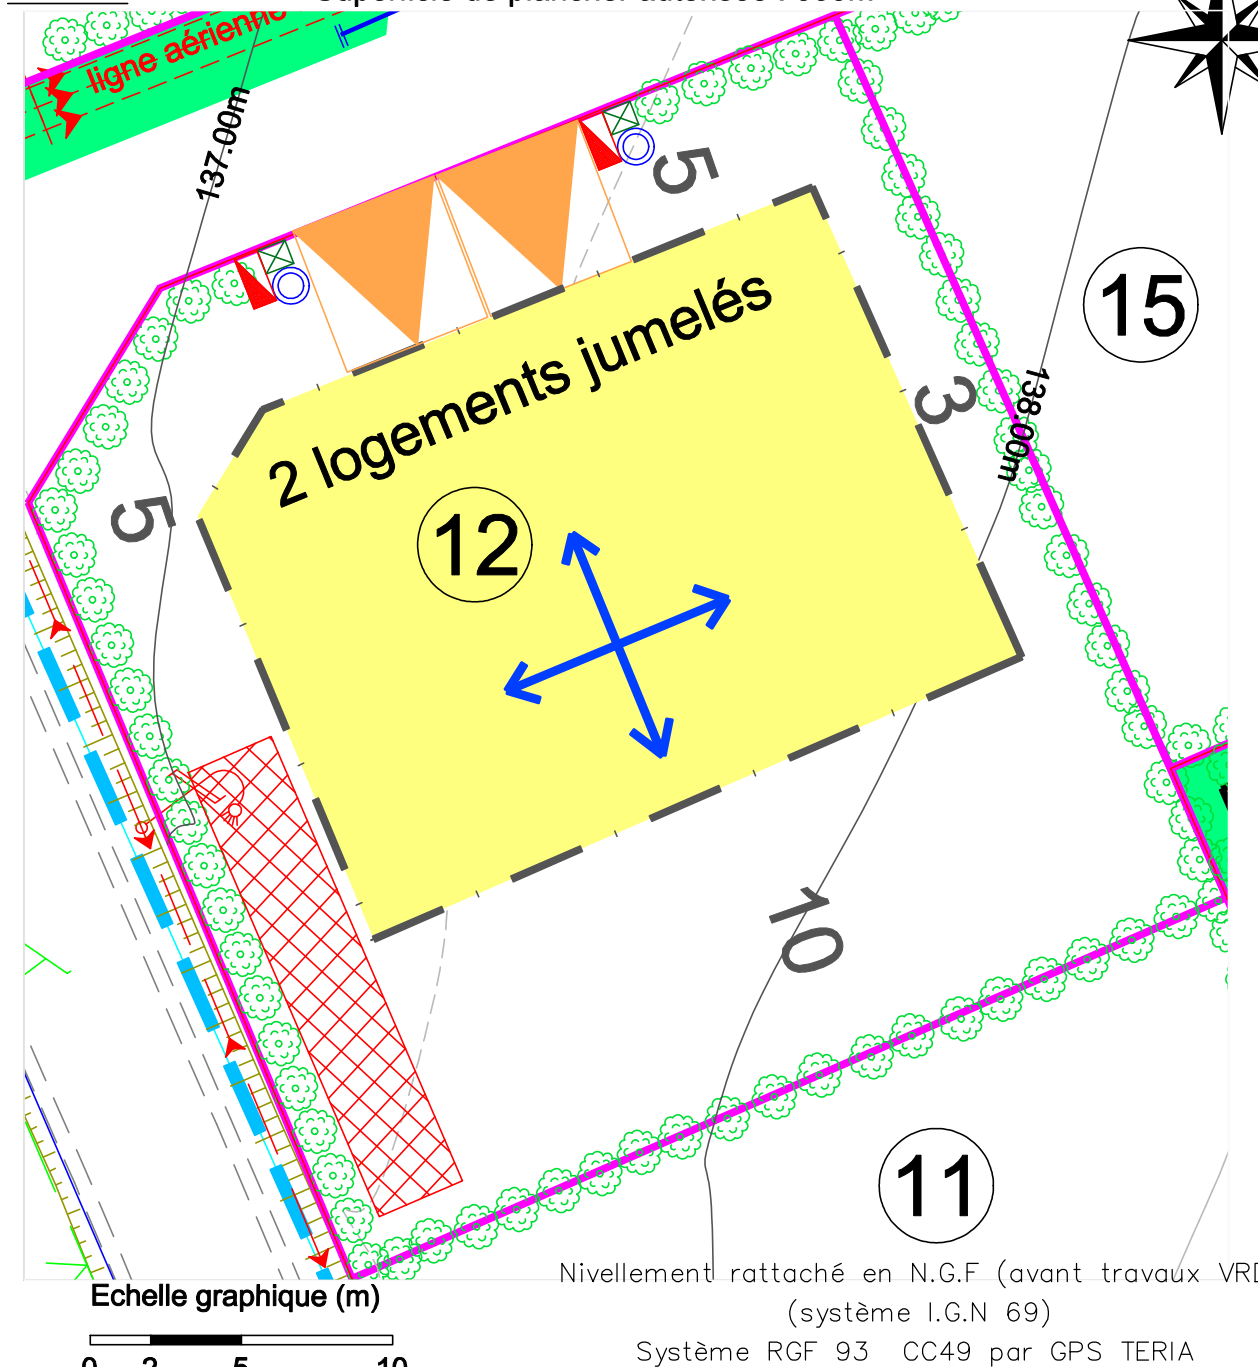 ligne aérienne
137.00m
5
15
2 logements jumelés
3
138.00m
5
12
10
11
Nivellement rattaché en N.G.F (avant travaux VRD
(système I.G.N 69)
Système RGF 93 CC49 par GPS TERIA
Echelle graphique (m)
0 2 5 10